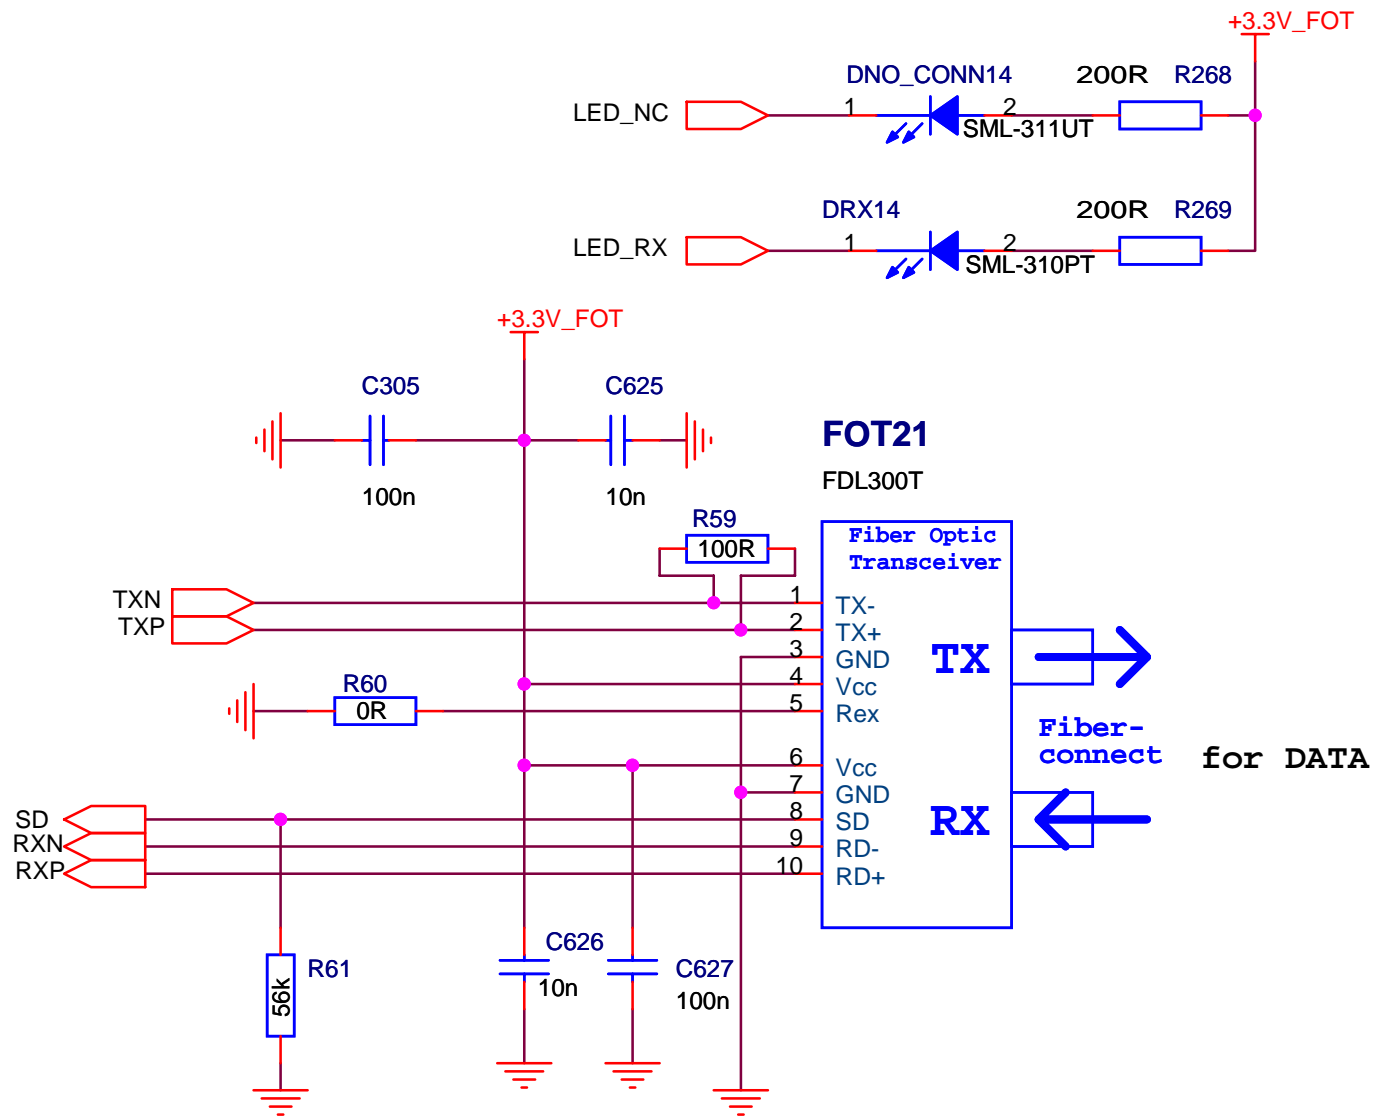 +3.3V_FOT
DNO_CONN14
200R
R268
LED_NC
1
2
SML-311UT
DRX14
200R
R269
LED_RX
1
2
SML-310PT
+3.3V_FOT
C305
C625
100n
10n
FOT21
FDL300T
R59
100R
Fiber Optic
Transceiver
TXN
1
TX-
TXP
2
TX+
3
GND
TX
4
Vcc
R60
0R
5
Rex
Fiber-
connect
for DATA
6
Vcc
7
GND
SD
8
SD
RX
RXN
9
RD-
RXP
10
RD+
C626
10n
C627
100n
R61
56k